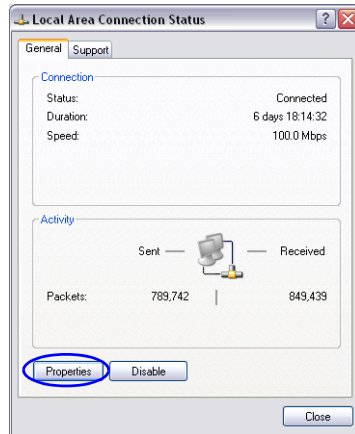 Local Area Connection Status
General Support
Connection
Status: Connected
Duration: 6 days 18:14:32
Speed: 100.0 Mbps
Activity
Sent Received
Packets: 789,742 849,439
Properties Disable
Close